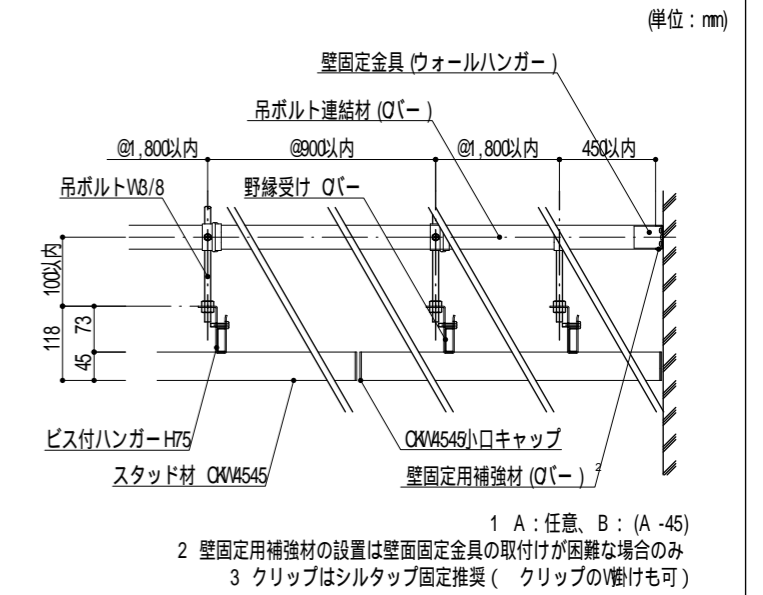 (単位：mm)
壁固定金具 (ウォールハンガー )
吊ボルト連結材 (Cバー )
@1,800以内
@900以内
@1,800以内
450以内
吊ボルトW3/8
野縁受け Cバー
100以内
118
73
45
ビス付ハンガー H75
CKW4545小口キャップ
スタッド材 CKW4545
壁固定用補強材 (Cバー ) 2
1 A：任意、B： (A -45)
2 壁固定用補強材の設置は壁面固定金具の取付けが困難な場合のみ
3 クリップはシルタップ固定推奨 ( クリップのW掛けも可 )